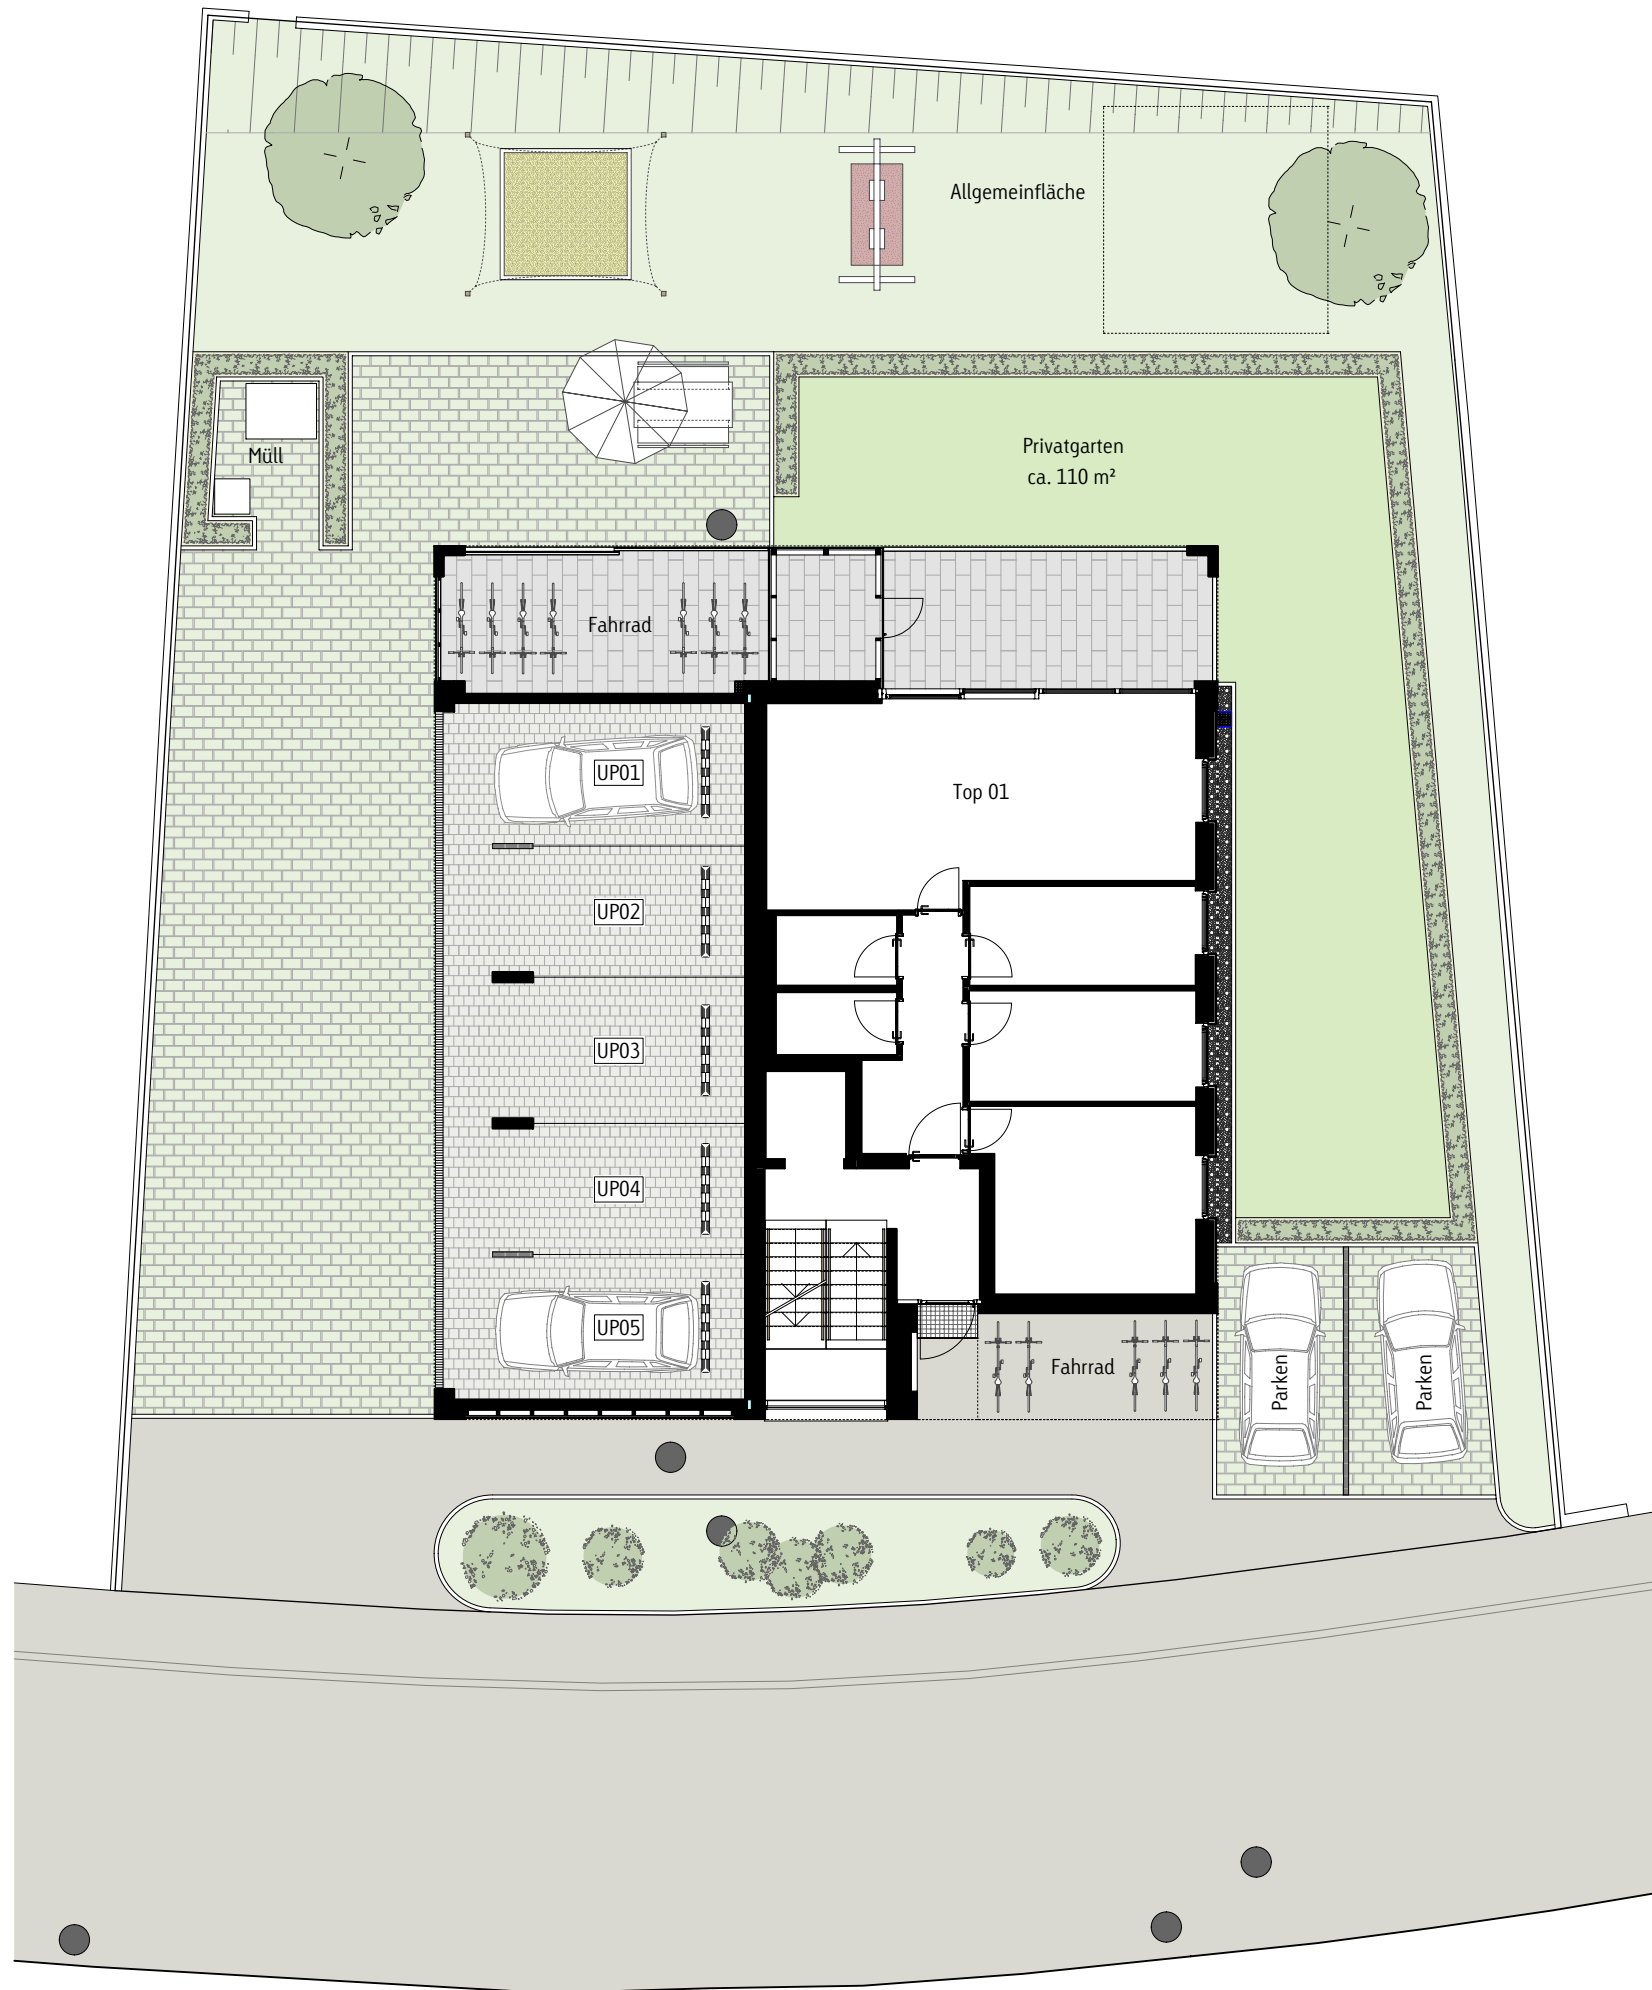 Allgemeinfläche
Privatgarten
ca. 110 m²
Müll
Fahrrad
UP01
Top 01
UP02
UP03
UP04
UP05
Fahrrad
Parken
Parken